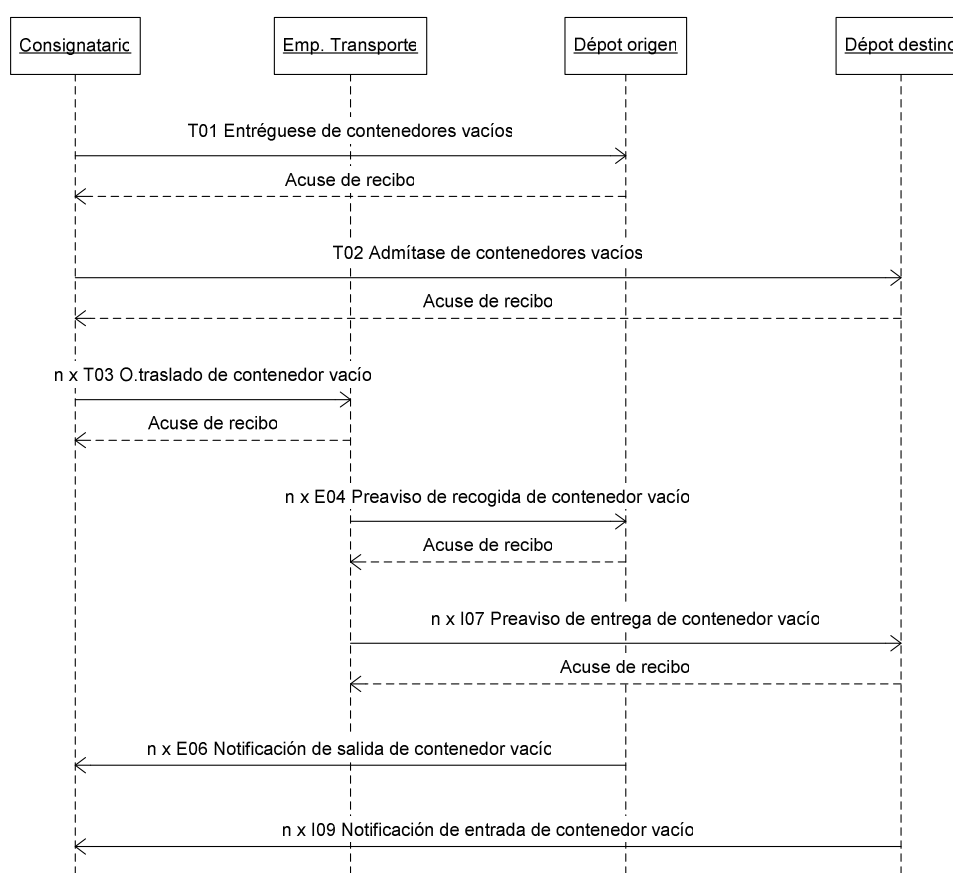 Consignatario
Emp. Transporte
Dépot origen
Dépot destino
T01 Entréguese de contenedores vacíos
Acuse de recibo
T02 Admítase de contenedores vacíos
Acuse de recibo
n x T03 O.traslado de contenedor vacío
Acuse de recibo
n x E04 Preaviso de recogida de contenedor vacío
Acuse de recibo
n x I07 Preaviso de entrega de contenedor vacío
Acuse de recibo
n x E06 Notificación de salida de contenedor vacío
n x I09 Notificación de entrada de contenedor vacío